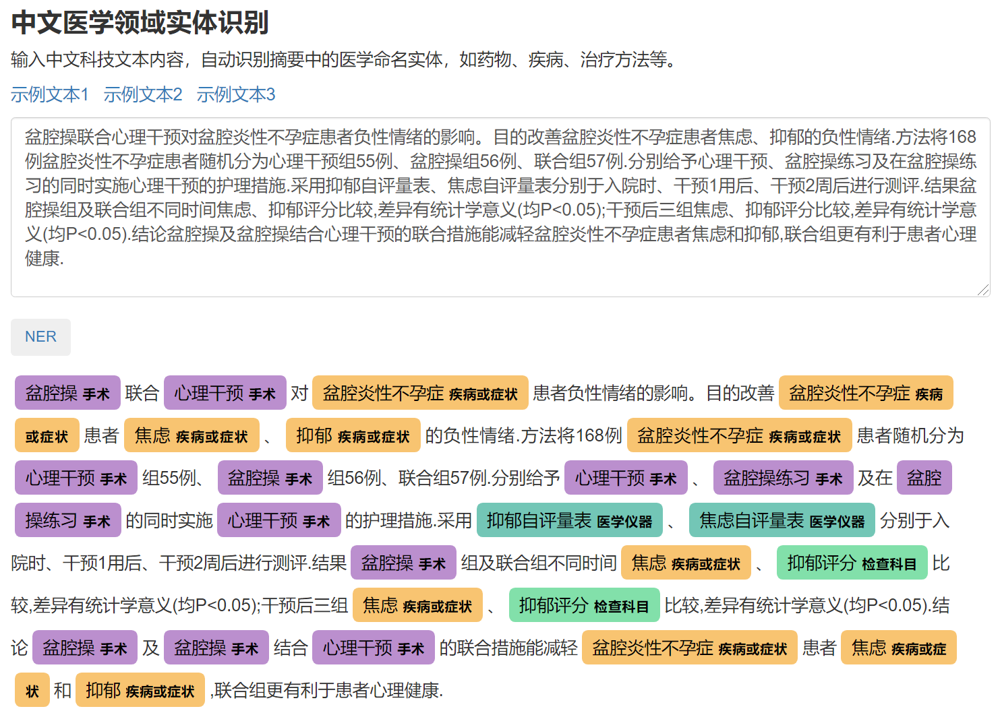 中文医学领域实体识别
输入中文科技文本内容，自动识别摘要中的医学命名实体，如药物、疾病、治疗方法等。
示例文本1 示例文本2 示例文本3
盆腔操联合心理干预对盆腔炎性不孕症患者负性情绪的影响。目的改善盆腔炎性不孕症患者焦虑、抑郁的负性情绪.方法将168
例盆腔炎性不孕症患者随机分为心理干预组55例、盆腔操组56例、联合组57例.分别给予心理干预、盆腔操练习及在盆腔操练
习的同时实施心理干预的护理措施.采用抑郁自评量表、焦虑自评量表分别于入院时、干预1用后、干预2周后进行测评.结果盆
腔操组及联合组不同时间焦虑、抑郁评分比较,差异有统计学意义(均P<0.05);干预后三组焦虑、抑郁评分比较,差异有统计学意
义(均P<0.05).结论盆腔操及盆腔操结合心理干预的联合措施能减轻盆腔炎性不孕症患者焦虑和抑郁,联合组更有利于患者心理
健康.
NER
盆腔操 手术 联合 心理干预 手术 对 盆腔炎性不孕症 疾病或症状 患者负性情绪的影响。目的改善 盆腔炎性不孕症 疾病
或症状 患者 焦虑 疾病或症状 、 抑郁 疾病或症状 的负性情绪.方法将168例 盆腔炎性不孕症 疾病或症状 患者随机分为
心理干预 手术 组55例、 盆腔操 手术 组56例、联合组57例.分别给予 心理干预 手术 、 盆腔操练习 手术 及在 盆腔
操练习 手术 的同时实施 心理干预 手术 的护理措施.采用 抑郁自评量表 医学仪器 、 焦虑自评量表 医学仪器 分别于入
院时、干预1用后、干预2周后进行测评.结果 盆腔操 手术 组及联合组不同时间 焦虑 疾病或症状 、 抑郁评分 检查科目 比
较,差异有统计学意义(均P<0.05);干预后三组 焦虑 疾病或症状 、 抑郁评分 检查科目 比较,差异有统计学意义(均P<0.05).结
论 盆腔操 手术 及 盆腔操 手术 结合 心理干预 手术 的联合措施能减轻 盆腔炎性不孕症 疾病或症状 患者 焦虑 疾病或症
状 和 抑郁 疾病或症状 ,联合组更有利于患者心理健康.